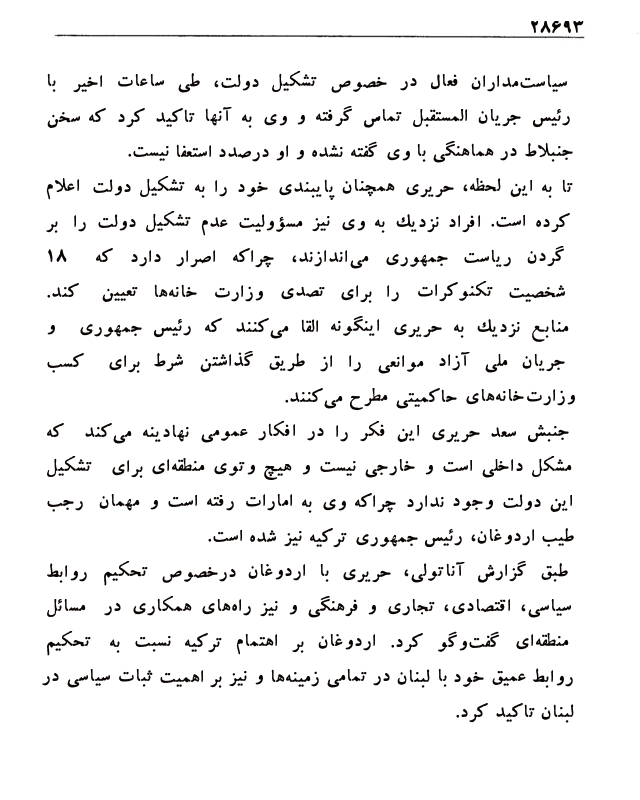 ۲۸۶۹۳
سیاست‌مداران فعال در خصوص تشکیل دولت، طی ساعات اخیر با
رئیس جریان المستقبل تماس گرفته و وی به آنها تاکید کرد که سخن
جنبلاط در هماهنگی با وی گفته نشده و او درصدد استعفا نیست.
تا به این لحظه، حریری همچنان پایبندی خود را به تشکیل دولت اعلام
کرده است. افراد نزدیك به وی نیز مسؤولیت عدم تشکیل دولت را بر
گردن ریاست جمهوری می‌اندازند، چراکه اصرار دارد که ۱۸
شخصیت تکنوکرات را برای تصدی وزارت خانه‌ها تعیین کند.
منابع نزدیك به حریری اینگونه القا می‌کنند که رئیس جمهوری و
جریان ملی آزاد موانعی را از طریق گذاشتن شرط برای کسب
وزارت‌خانه‌های حاکمیتی مطرح می‌کنند.
جنبش سعد حریری این فکر را در افکار عمومی نهادینه می‌کند که
مشکل داخلی است و خارجی نیست و هیچ وتوی منطقه‌ای برای تشکیل
این دولت وجود ندارد چراکه وی به امارات رفته است و مهمان رجب
طیب اردوغان، رئیس جمهوری ترکیه نیز شده است.
طبق گزارش آناتولی، حریری با اردوغان درخصوص تحکیم روابط
سیاسی، اقتصادی، تجاری و فرهنگی و نیز راه‌های همکاری در مسائل
منطقه‌ای گفت‌وگو کرد. اردوغان بر اهتمام ترکیه نسبت به تحکیم
روابط عمیق خود با لبنان در تمامی زمینه‌ها و نیز بر اهمیت ثبات سیاسی در
لبنان تاکید کرد.